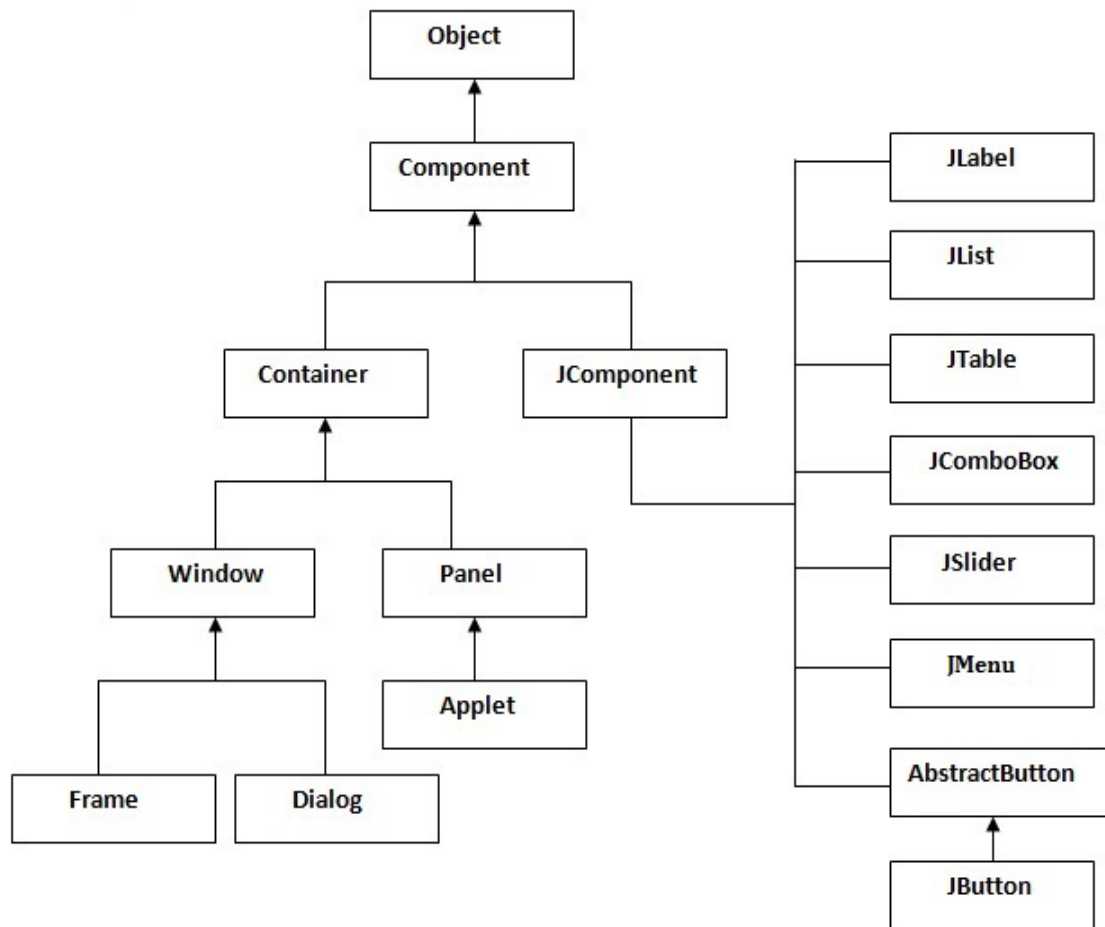 Object
Component
Container
JComponent
Window
Panel
Applet
Frame
Dialog
JLabel
JList
JTable
JComboBox
JSlider
JMenu
AbstractButton
JButton